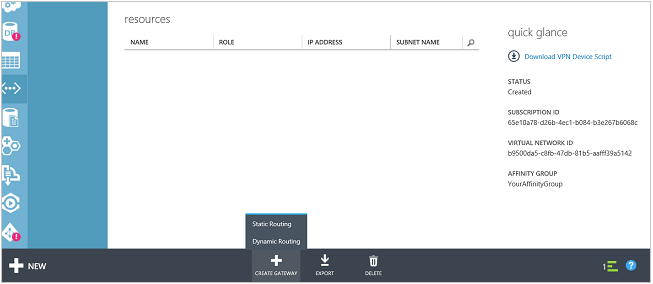 resources
NAME ROLE IP ADDRESS SUBNET NAME
quick glance
Download VPN Device Script
STATUS
Created
SUBSCRIPTION ID
65e10a78-d26b-4ec1-b084-b3e267b6068c
VIRTUAL NETWORK ID
b9500da5-c8fb-47db-81b5-aafff39a5142
AFFINITY GROUP
YourAffinityGroup
DB
!
!
Static Routing
Dynamic Routing
NEW
CREATE GATEWAY
EXPORT
DELETE
1
?